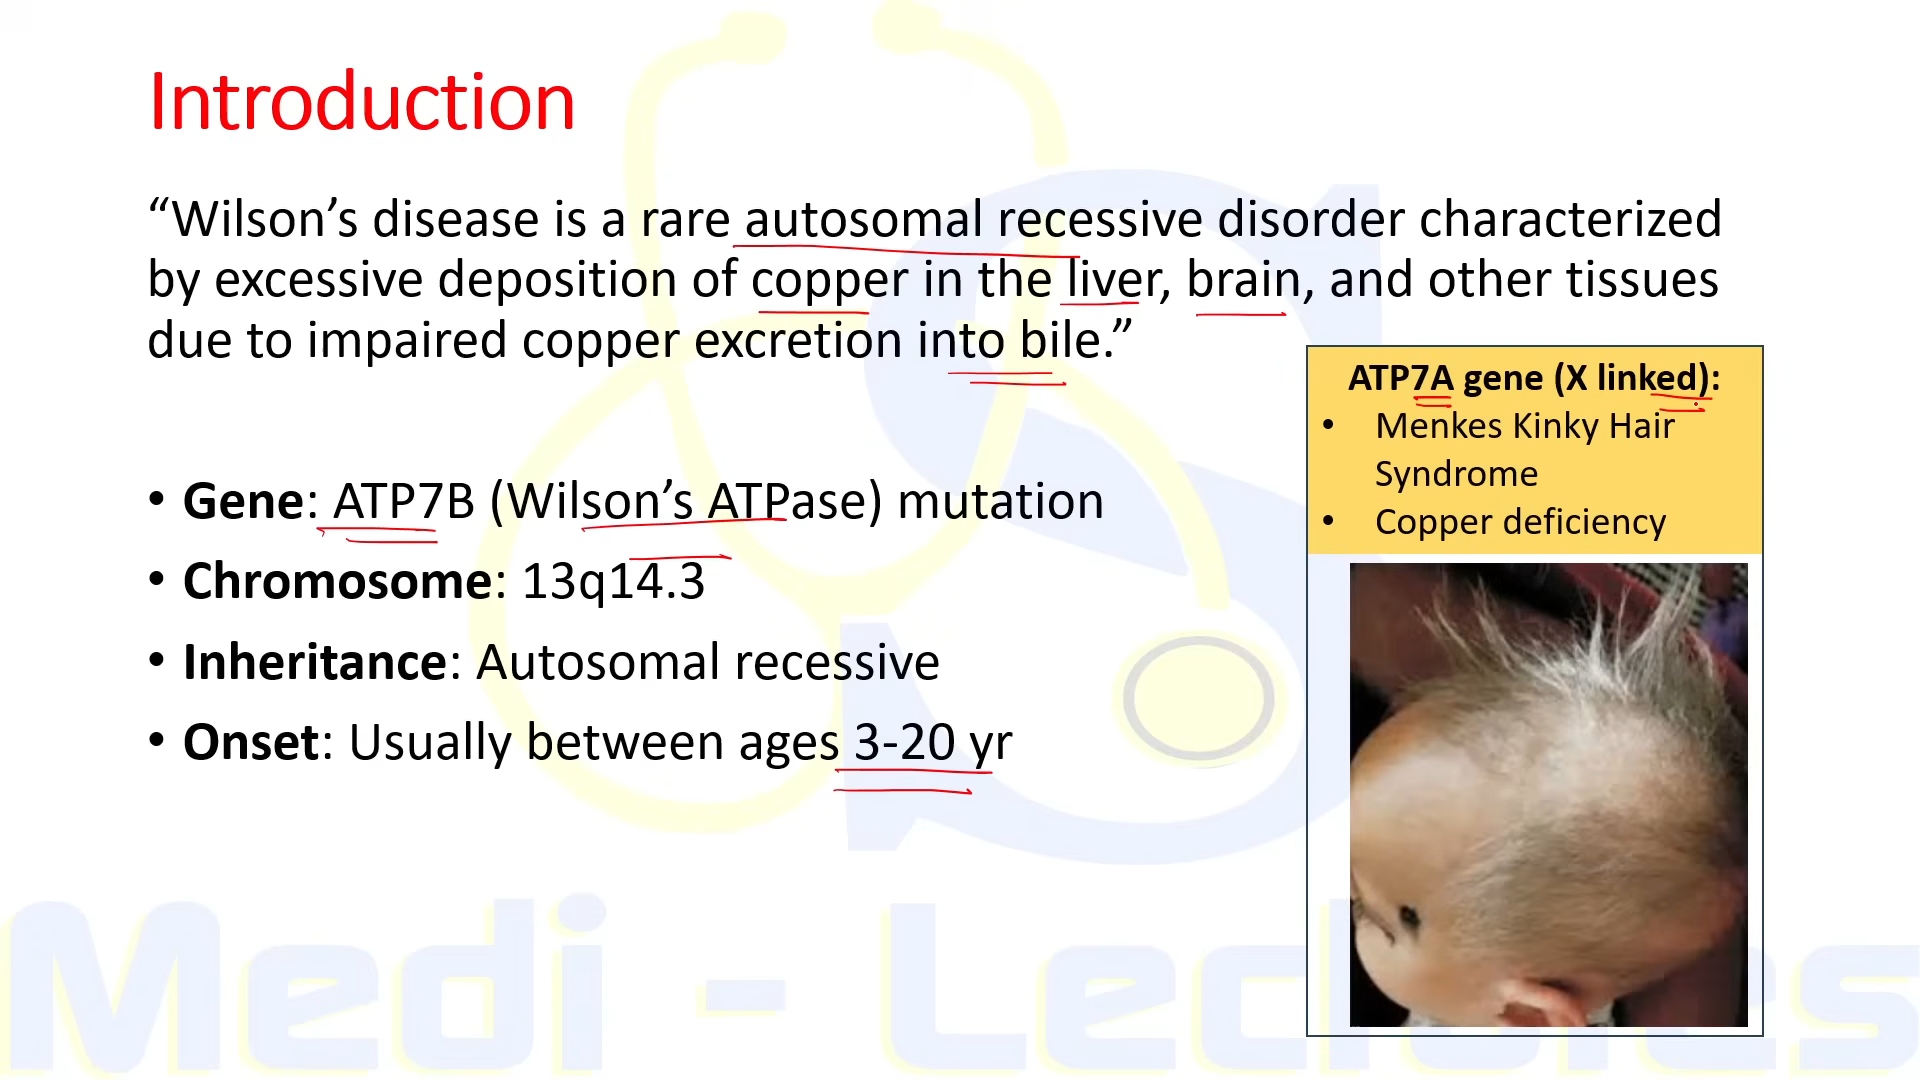 Introduction
“Wilson’s disease is a rare autosomal recessive disorder characterized
by excessive deposition of copper in the liver, brain, and other tissues
due to impaired copper excretion into bile.”
• Gene: ATP7B (Wilson’s ATPase) mutation
• Chromosome: 13q14.3
• Inheritance: Autosomal recessive
• Onset: Usually between ages 3-20 yr
ATP7A gene (X linked):
• Menkes Kinky Hair
Syndrome
• Copper deficiency
Medi - Lectures